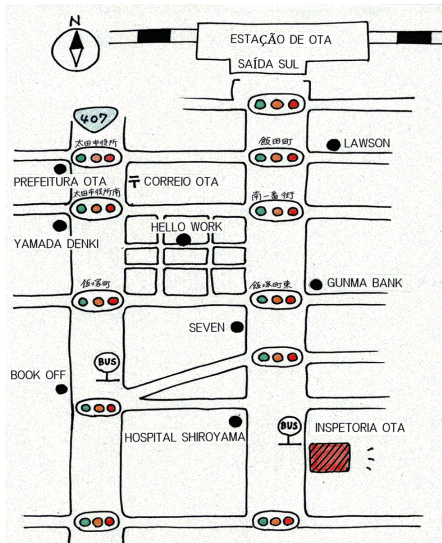 N
ESTAÇÃO DE OTA
SAÍDA SUL
407
太田市役所
飯田町
LAWSON
PREFEITURA OTA
〒 CORREIO OTA
太田市役所南
南一番街
YAMADA DENKI
HELLO WORK
飯塚町
飯塚町東
GUNMA BANK
SEVEN
BUS
BOOK OFF
BUS
HOSPITAL SHIROYAMA
INSPETORIA OTA